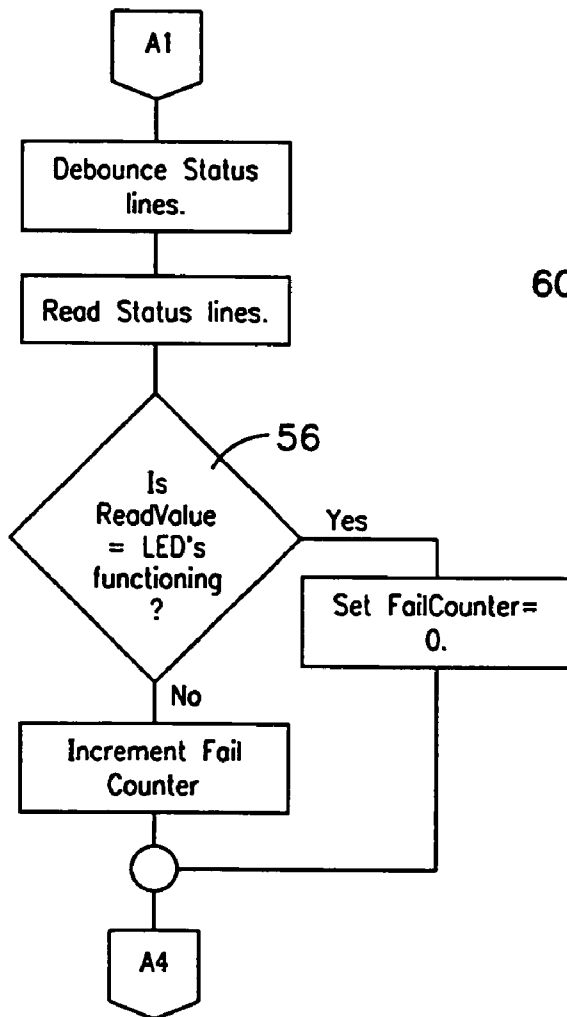 A1
Debounce Status
lines.
Read Status lines.
60
56
Is
ReadValue
= LED's
functioning
?
Yes
Set FailCounter=
0.
No
Increment Fail
Counter
A4